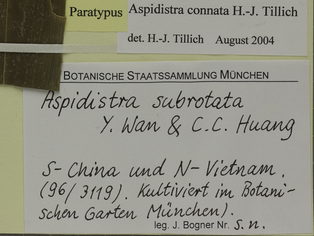 Paratypus
Aspidistra connata H.-J. Tillich
det. H.-J. Tillich August 2004
BOTANISCHE STAATSSAMMLUNG MÜNCHEN
Aspidistra subrotata
Y. Wan & C.C. Huang
S-China und N-Vietnam.
(96/3119). Kultiviert im Botani-
schen Garten München).
leg. J. Bogner Nr. s.n.